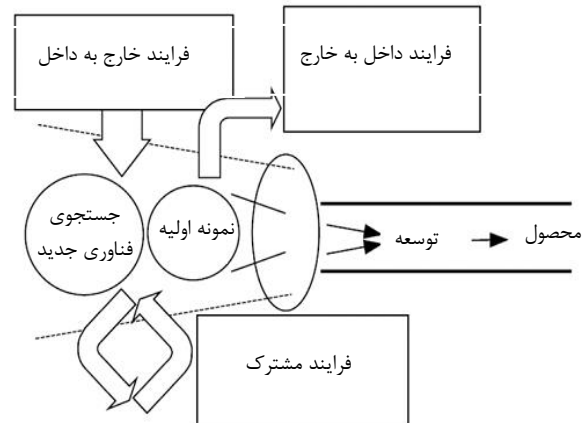 فرایند خارج به داخل
فرایند داخل به خارج
جستجوی
فناوری جدید
نمونه اولیه
توسعه
محصول
فرایند مشترک